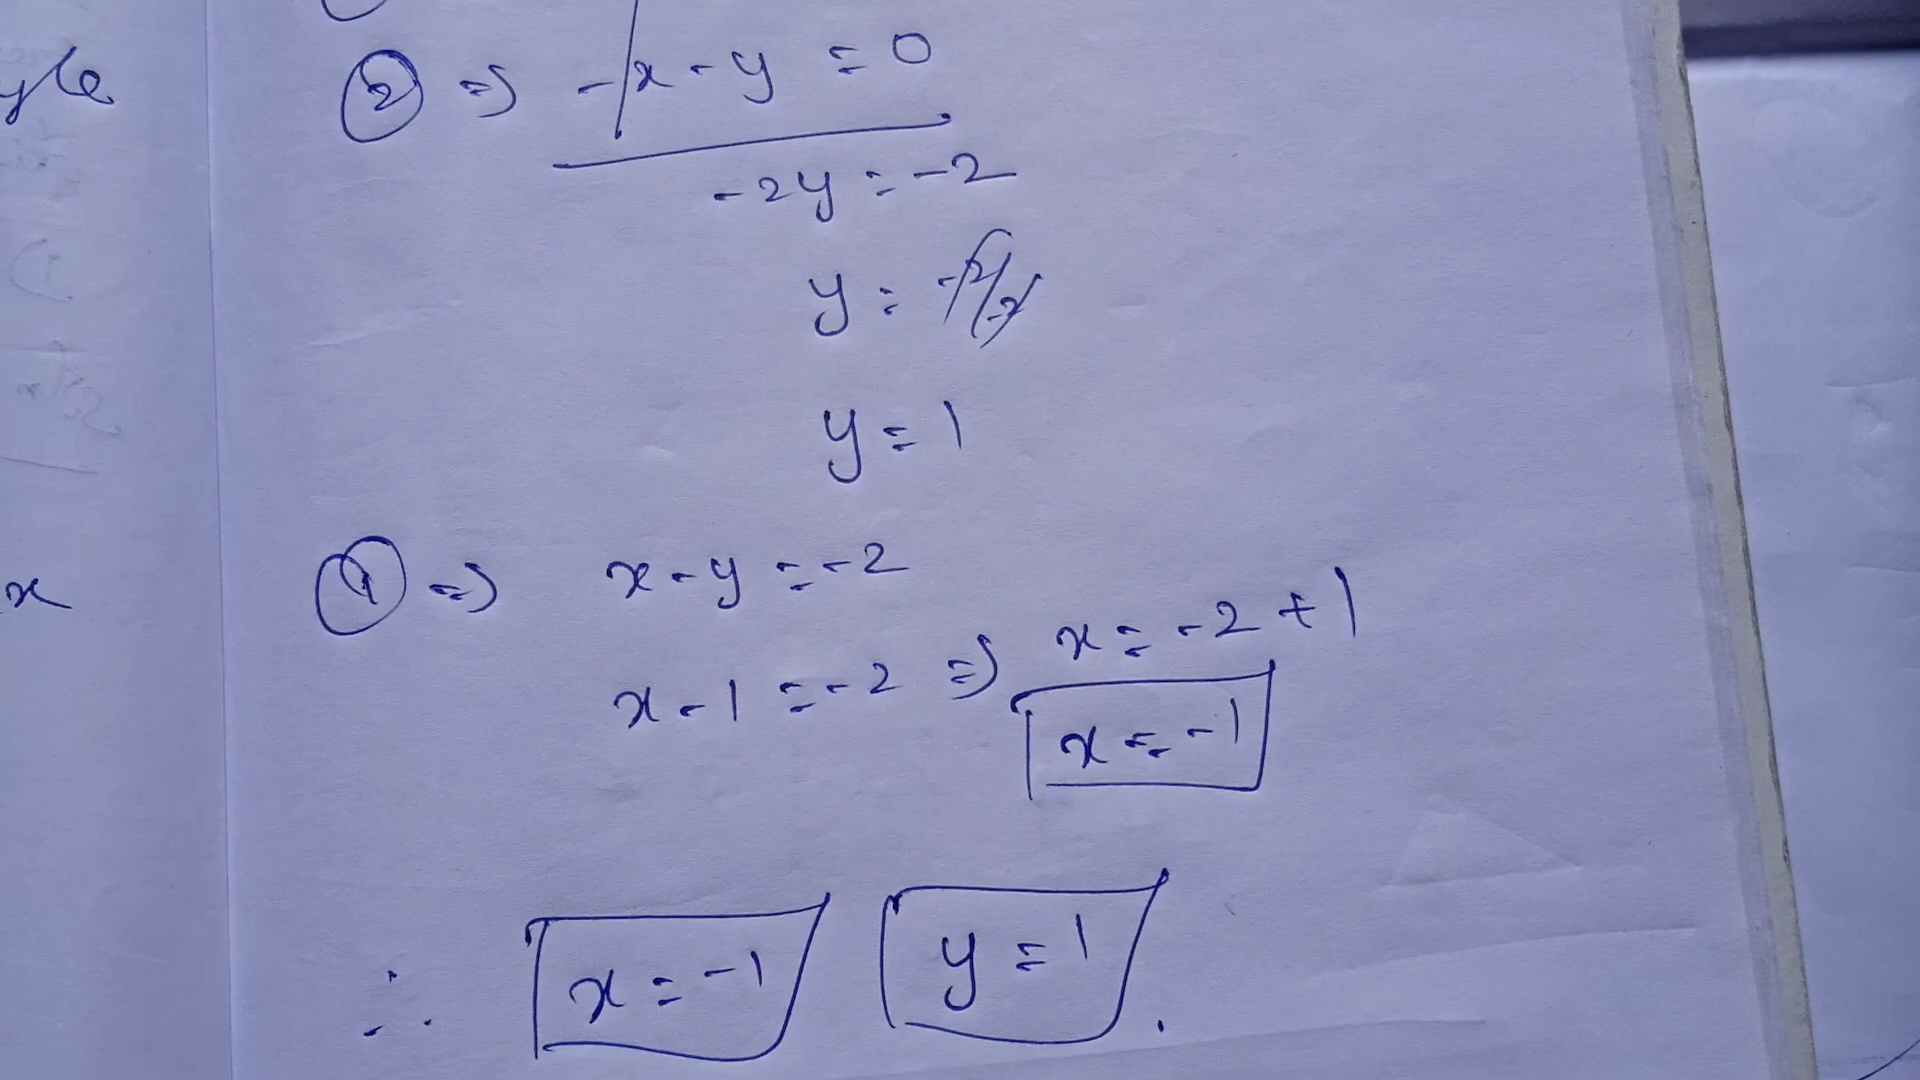 ② ⇒ -x - y = 0
-2y = -2
y = -2/-2
y = 1
① ⇒ x - y = -2
x - 1 = -2 ⇒ x = -2 + 1
x = -1
∴ x = -1 y = 1.
x